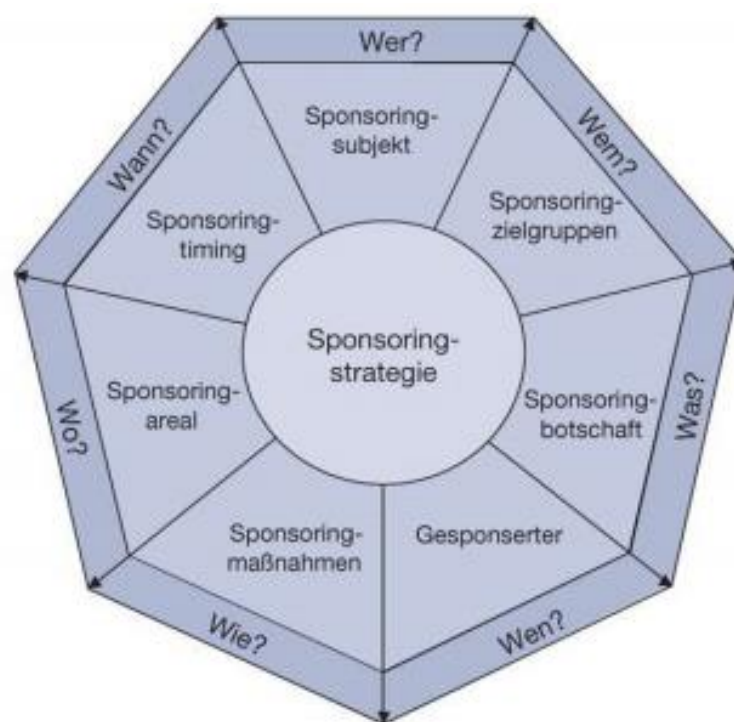 Wer?
Sponsoring-
subjekt
Wem?
Sponsoring-
zielgruppen
Was?
Sponsoring-
botschaft
Wen?
Gesponserter
Wie?
Sponsoring-
maßnahmen
Wo?
Sponsoring-
areal
Wann?
Sponsoring-
timing
Sponsoring-
strategie